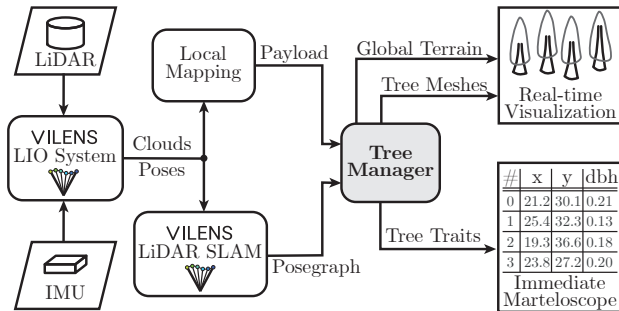 LiDAR
VILENS
LIO System
IMU
Clouds
Poses
Local
Mapping
VILENS
LiDAR SLAM
Payload
Posegraph
Tree
Manager
Global Terrain
Tree Meshes
Tree Traits
Real-time
Visualization
# x y dbh
0 21.2 30.1 0.21
1 25.4 32.3 0.13
2 19.3 36.6 0.18
3 23.8 27.2 0.20
Immediate
Marteloscope